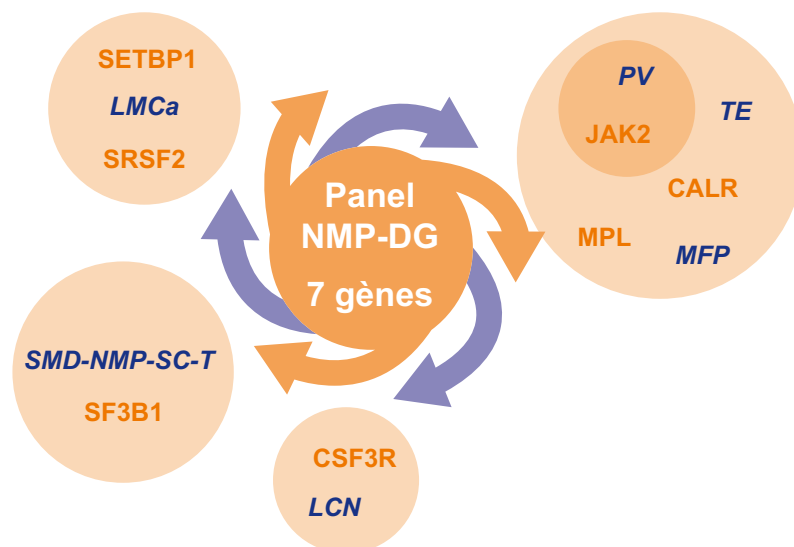 SETBP1
LMCa
SRSF2
PV
JAK2
TE
CALR
MPL
MFP
Panel
NMP-DG
7 gènes
SMD-NMP-SC-T
SF3B1
CSF3R
LCN